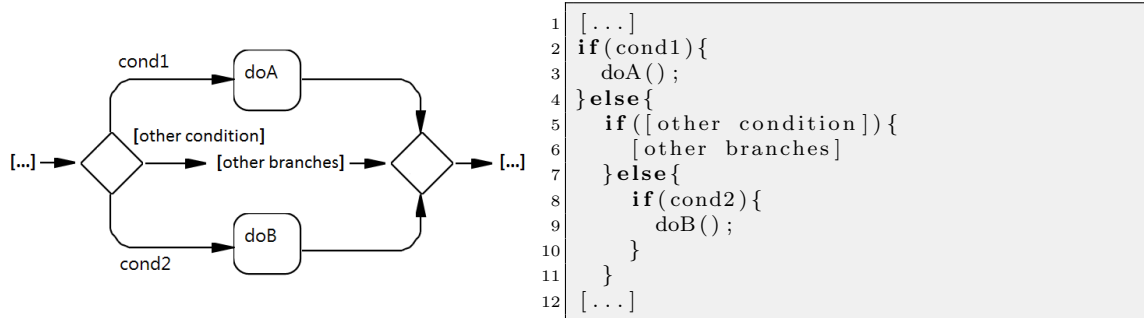 cond1
doA
[other condition]
[...]
[other branches]
[...]
doB
cond2
1 [...]
2 if(cond1){
3 doA();
4 }else{
5 if([other condition]){
6 [other branches]
7 }else{
8 if(cond2){
9 doB();
10 }
11 }
12 [...]